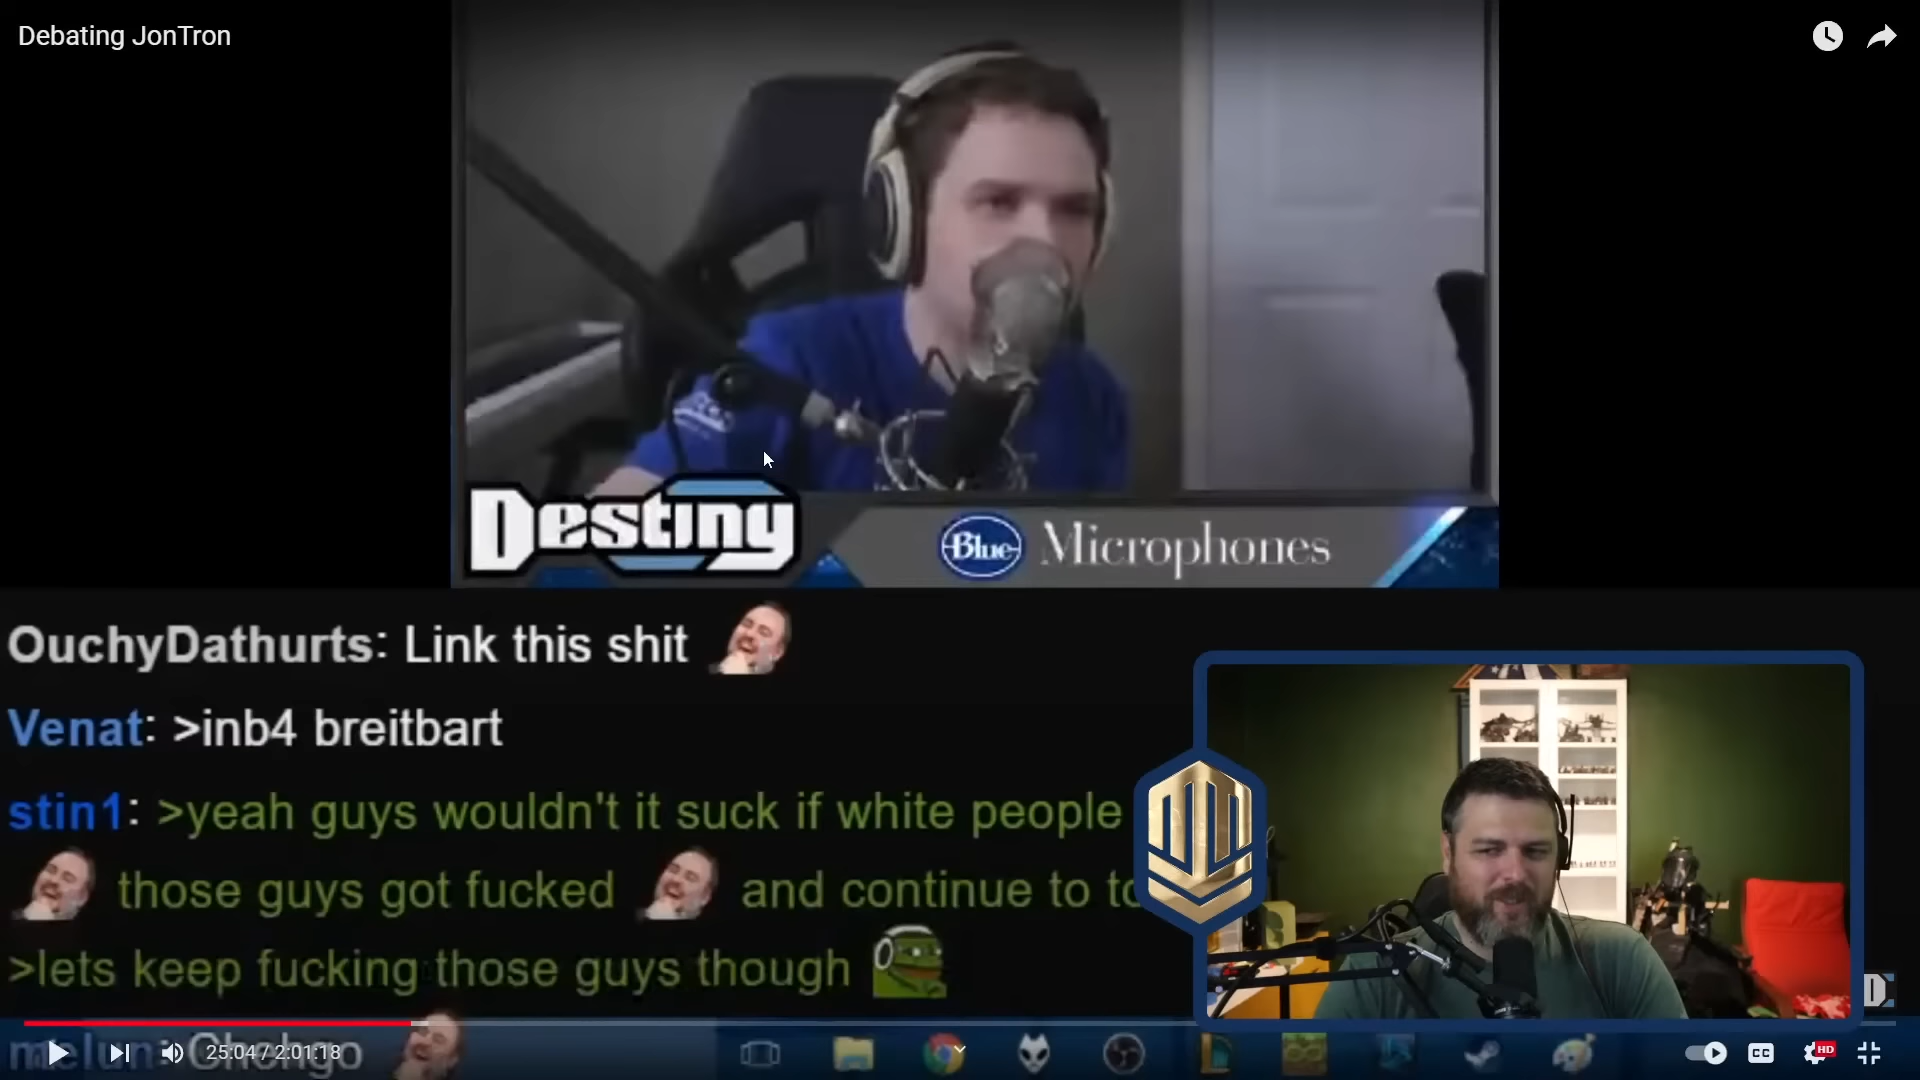 Debating JonTron
Destiny
Blue Microphones
OuchyDathurts: Link this shit
Venat: >inb4 breitbart
stin1: >yeah guys wouldn't it suck if white people
those guys got fucked and continue to
>lets keep fucking those guys though
25:04 / 2:01:18
CC
HD